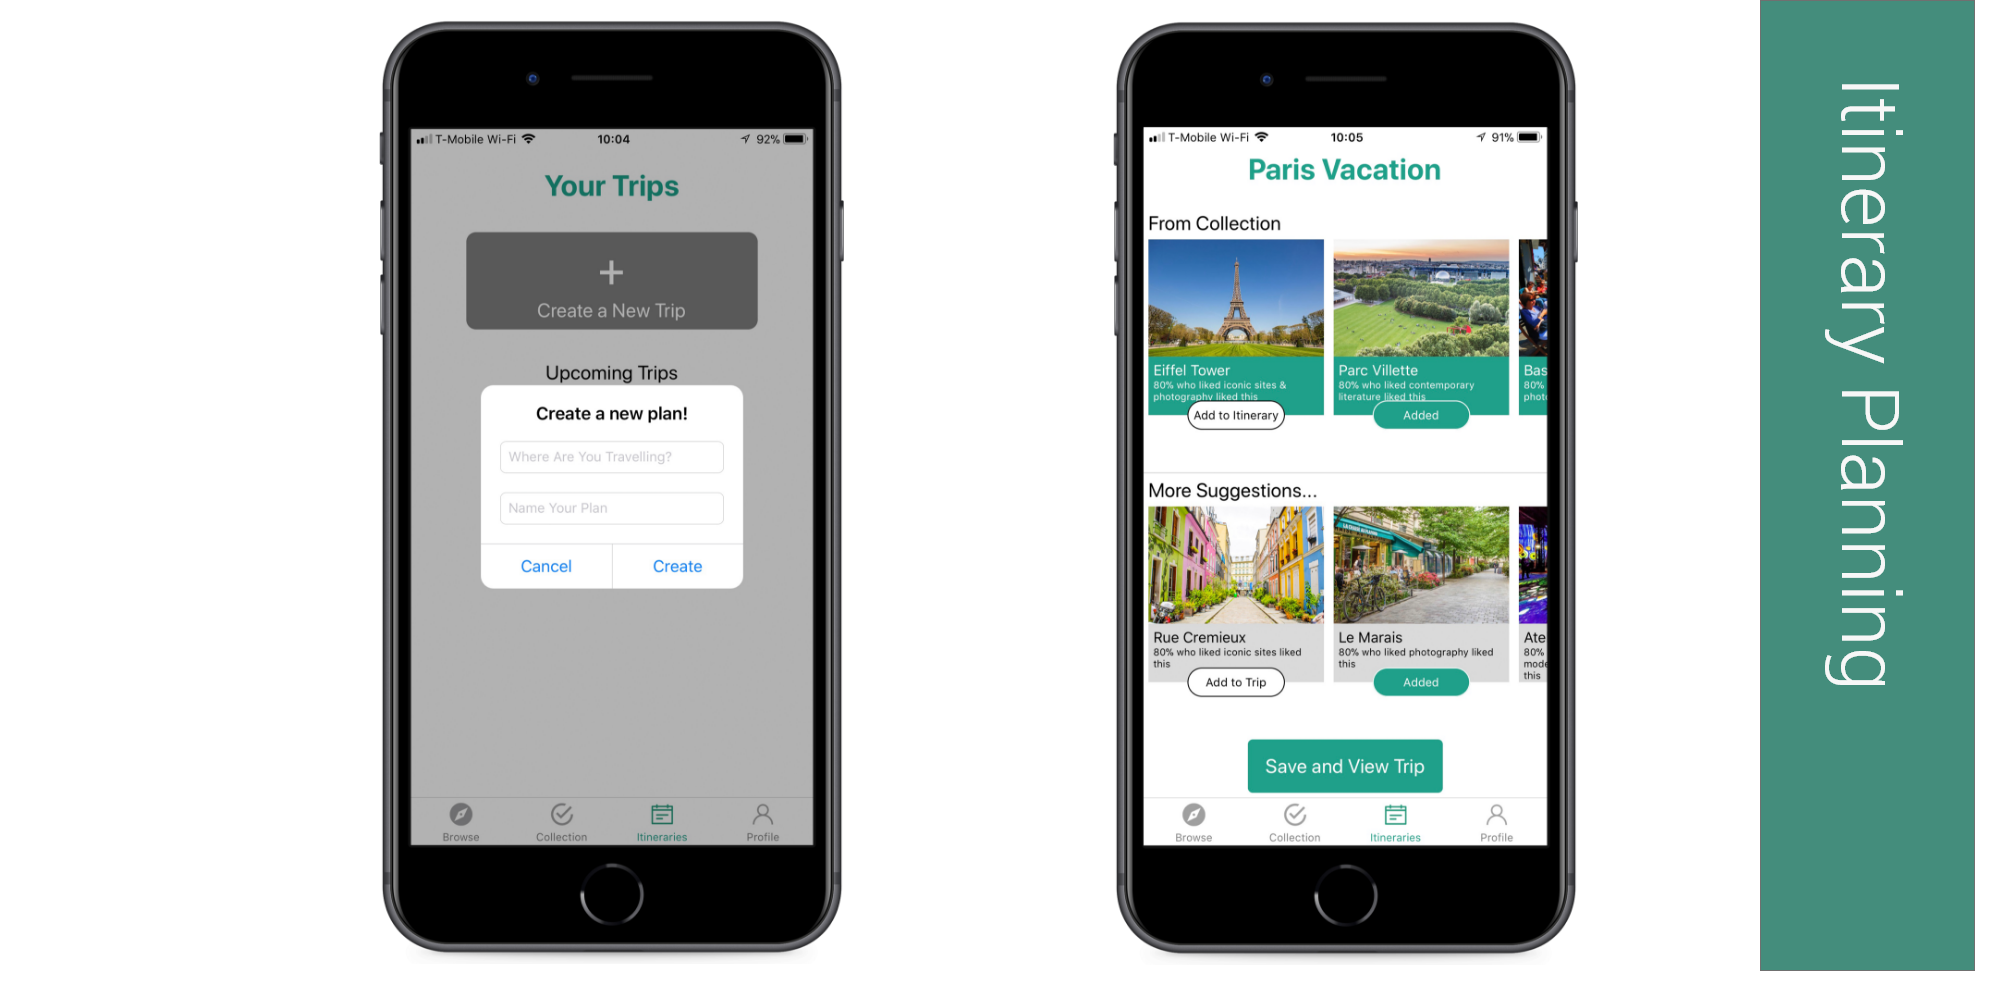 T-Mobile Wi-Fi 10:04 92%
Your Trips
+
Create a New Trip
Upcoming Trips
Create a new plan!
Where Are You Travelling?
Name Your Plan
Cancel Create
Browse Collection Itineraries Profile
T-Mobile Wi-Fi 10:05 91%
Paris Vacation
From Collection
Eiffel Tower
80% who liked iconic sites &
photography liked this
Add to Itinerary
Parc Villette
80% who liked contemporary
literature liked this
Added
Bas
80%
phot
More Suggestions...
Rue Cremieux
80% who liked iconic sites liked
this
Add to Trip
Le Marais
80% who liked photography liked
this
Added
Ate
80%
mode
this
Save and View Trip
Browse Collection Itineraries Profile
Itinerary Planning